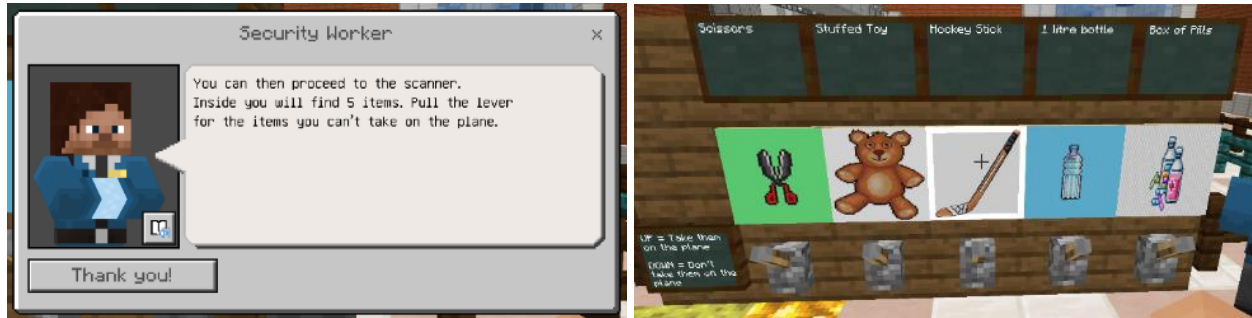 Security Worker
You can then proceed to the scanner.
Inside you will find 5 items. Pull the lever
for the items you can't take on the plane.
Thank you!
Scissors
Stuffed Toy
Hockey Stick
1 litre bottle
Box of Pills
UP = Take them
on the plane
DOWN = Don't
take them on the
plane